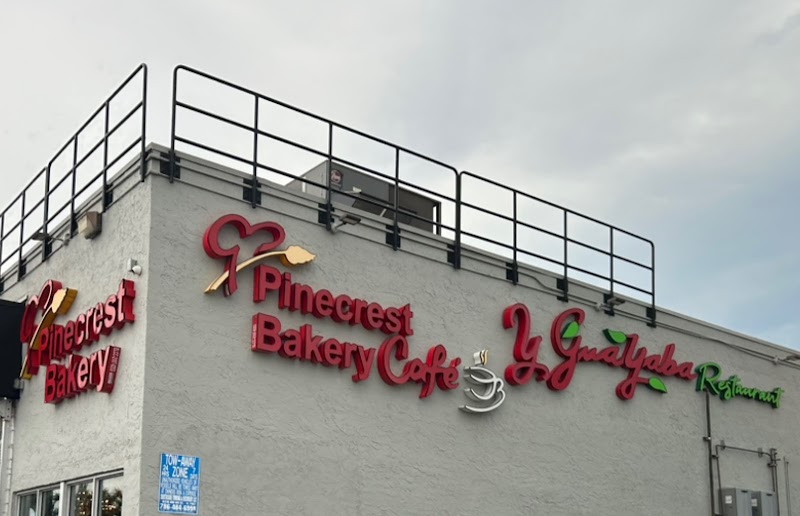 Pinecrest
Bakery
Pinecrest
Bakery Café
Y. Guayaba Restaurant
TOW-AWAY
ZONE